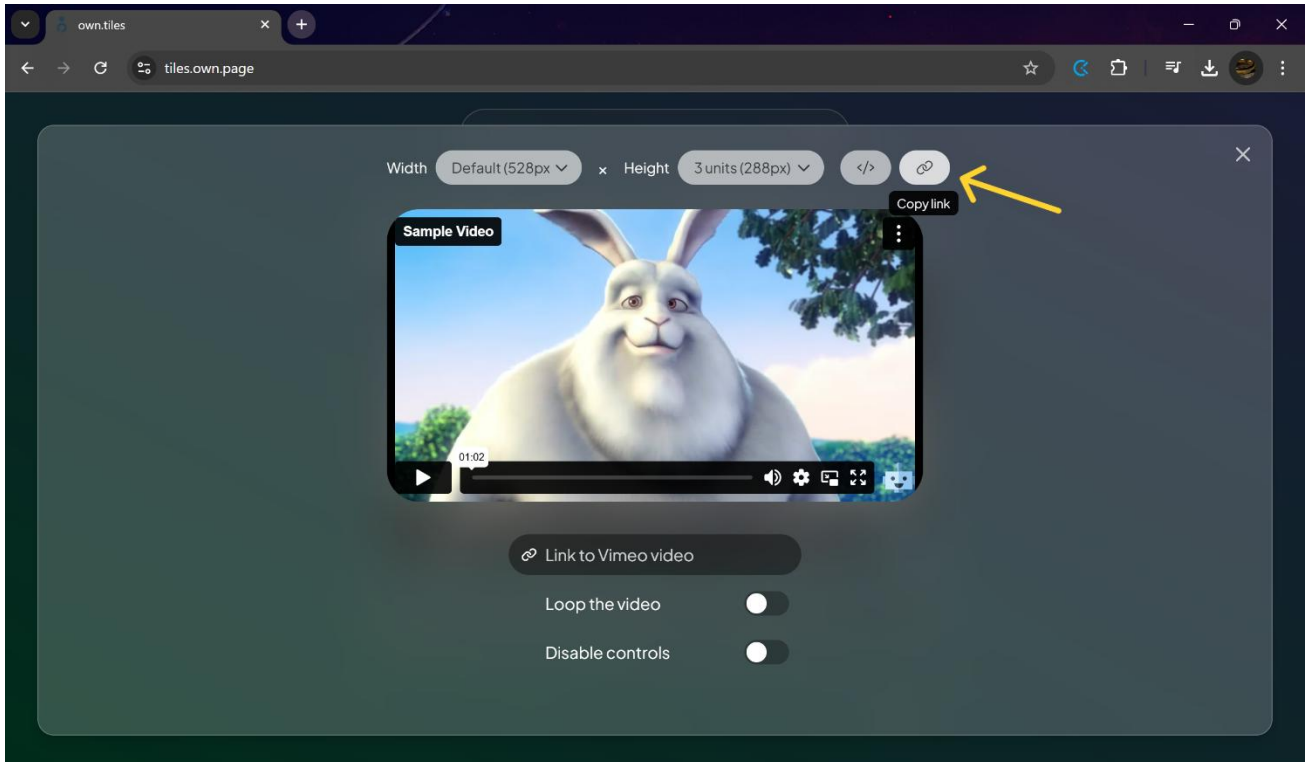 own.tiles
tiles.own.page
Width Default (528px × Height 3 units (288px) </>
Copy link
Sample Video
01:02
Link to Vimeo video
Loop the video
Disable controls